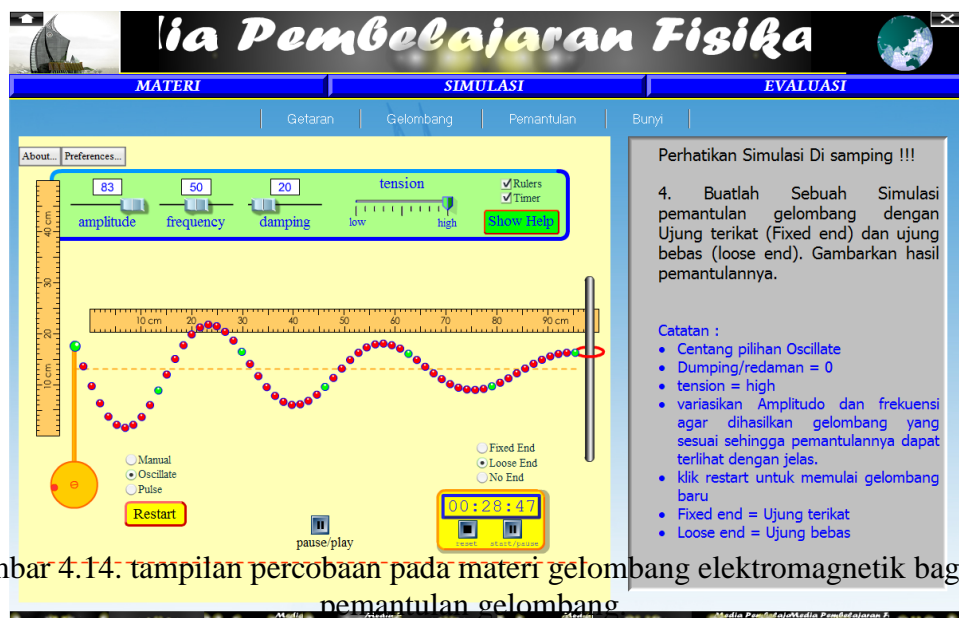 dia Pembelajaran Fisika
MATERI SIMULASI EVALUASI
Getaran Gelombang Pemantulan Bunyi
About... Preferences...
83 50 20 tension
Rulers
Timer
amplitude frequency damping low high Show Help
10 cm 20 30 40 cm
10 cm 20 30 40 50 60 70 80 90 cm
Manual
Oscillate
Pulse
Restart
pause/play
Fixed End
Loose End
No End
00:28:47
reset start/pause
Perhatikan Simulasi Di samping !!!
4. Buatlah Sebuah Simulasi
pemantulan gelombang dengan
Ujung terikat (Fixed end) dan ujung
bebas (loose end). Gambarkan hasil
pemantulannya.
Catatan :
• Centang pilihan Oscillate
• Dumping/redaman = 0
• tension = high
• variasikan Amplitudo dan frekuensi
agar dihasilkan gelombang yang
sesuai sehingga pemantulannya dapat
terlihat dengan jelas.
• klik restart untuk memulai gelombang
baru
• Fixed end = Ujung terikat
• Loose end = Ujung bebas
mbar 4.14. tampilan percobaan pada materi gelombang elektromagnetik bag
pemantulan gelombang